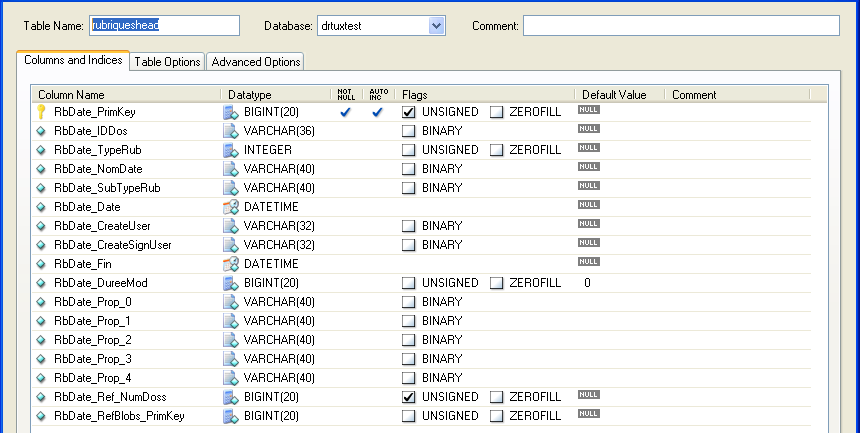 Table Name: rubriqueshead Database: drtuxtest Comment:
Columns and Indices Table Options Advanced Options
Column Name Datatype NOT NULL AUTO INC Flags Default Value Comment
RbDate_PrimKey BIGINT(20) UNSIGNED ZEROFILL NULL
RbDate_IDDos VARCHAR(36) BINARY NULL
RbDate_TypeRub INTEGER UNSIGNED ZEROFILL NULL
RbDate_NomDate VARCHAR(40) BINARY NULL
RbDate_SubTypeRub VARCHAR(40) BINARY NULL
RbDate_Date DATETIME NULL
RbDate_CreateUser VARCHAR(32) BINARY NULL
RbDate_CreateSignUser VARCHAR(32) BINARY NULL
RbDate_Fin DATETIME NULL
RbDate_DureeMod BIGINT(20) UNSIGNED ZEROFILL 0
RbDate_Prop_0 VARCHAR(40) BINARY
RbDate_Prop_1 VARCHAR(40) BINARY
RbDate_Prop_2 VARCHAR(40) BINARY
RbDate_Prop_3 VARCHAR(40) BINARY
RbDate_Prop_4 VARCHAR(40) BINARY
RbDate_Ref_NumDoss BIGINT(20) UNSIGNED ZEROFILL NULL
RbDate_RefBlobs_PrimKey BIGINT(20) UNSIGNED ZEROFILL NULL